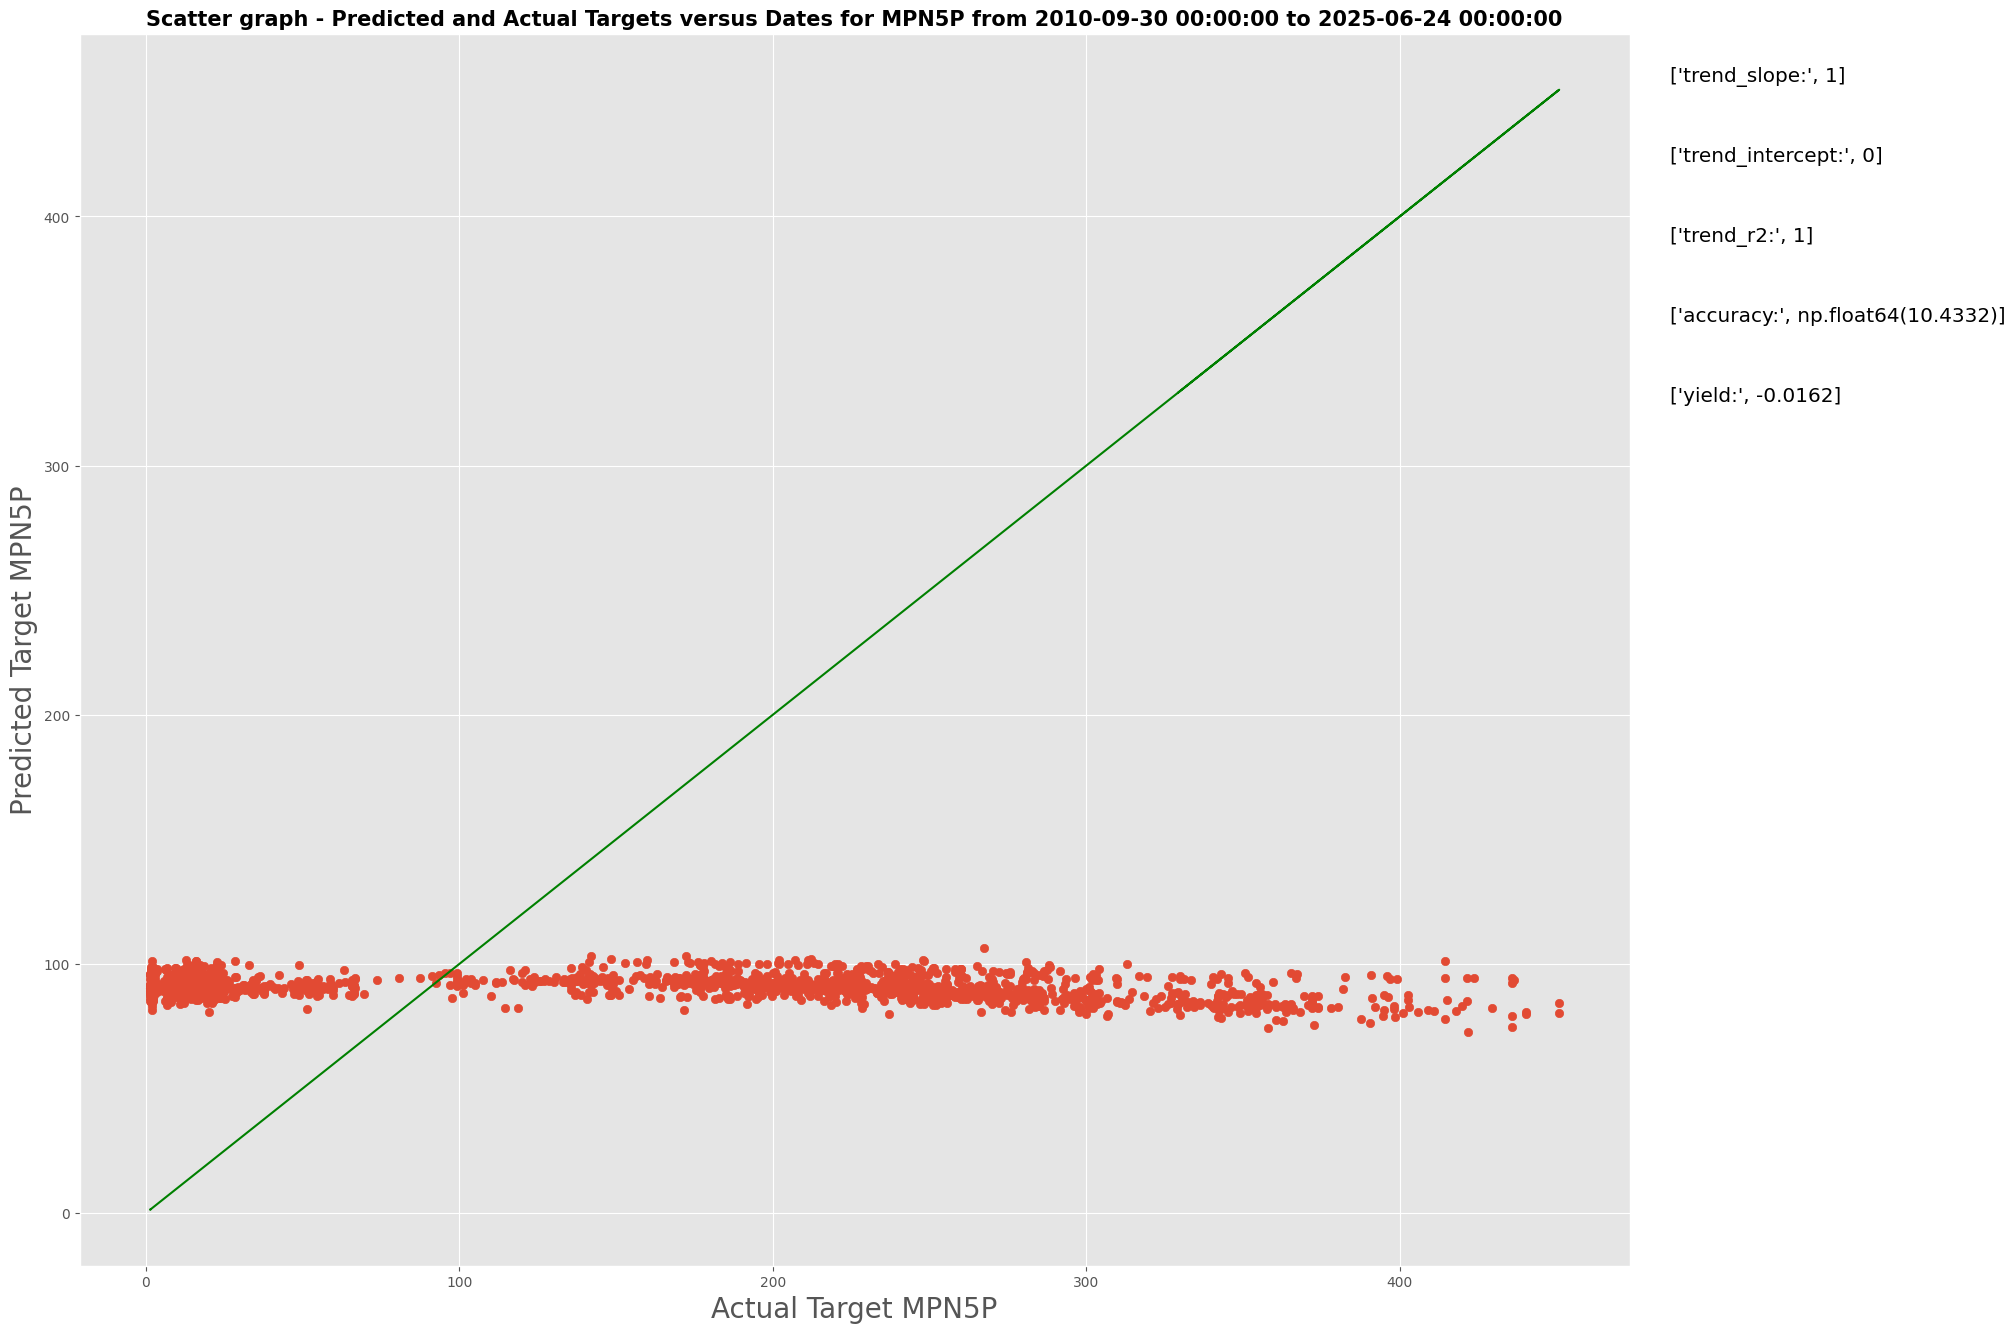 Scatter graph - Predicted and Actual Targets versus Dates for MPN5P from 2010-09-30 00:00:00 to 2025-06-24 00:00:00
['trend_slope:', 1]
['trend_intercept:', 0]
['trend_r2:', 1]
['accuracy:', np.float64(10.4332)]
['yield:', -0.0162]
Predicted Target MPN5P
400
300
200
100
0
0 100 200 300 400
Actual Target MPN5P